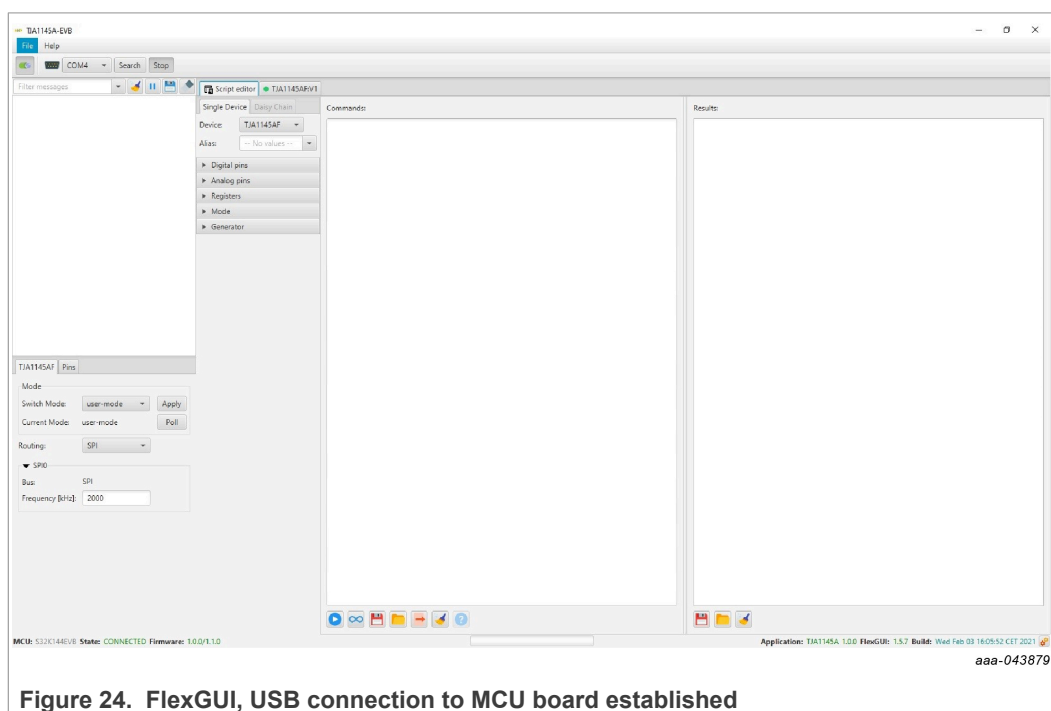 TJA1145A-EVB
File Help
COM4 Search Stop
Filter messages
Script editor TJA1145AF:V1
Single Device Daisy Chain
Commands:
Results:
Device: TJA1145AF
Alias: -- No values --
Digital pins
Analog pins
Registers
Mode
Generator
TJA1145AF Pins
Mode
Switch Mode: user-mode Apply
Current Mode: user-mode Poll
Routing: SPI
SPI0
Bus: SPI
Frequency [kHz]: 2000
MCU: S32K144EVB State: CONNECTED Firmware: 1.0.0/1.1.0
Application: TJA1145A 1.0.0 FlexGUI: 1.5.7 Build: Wed Feb 03 16:05:52 CET 2021
aaa-043879
Figure 24. FlexGUI, USB connection to MCU board established